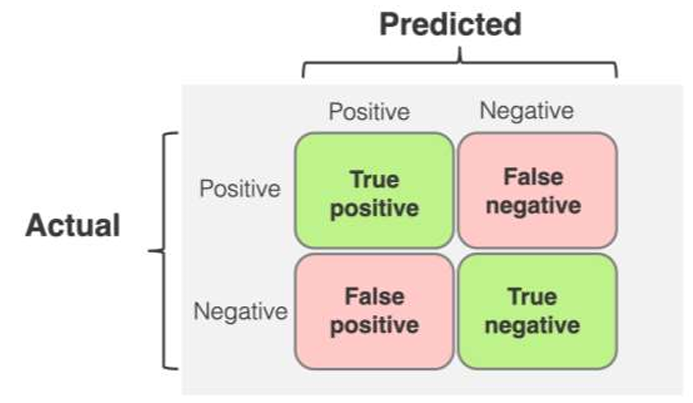 Predicted
Positive
Negative
Actual
Positive
True
positive
False
negative
Negative
False
positive
True
negative